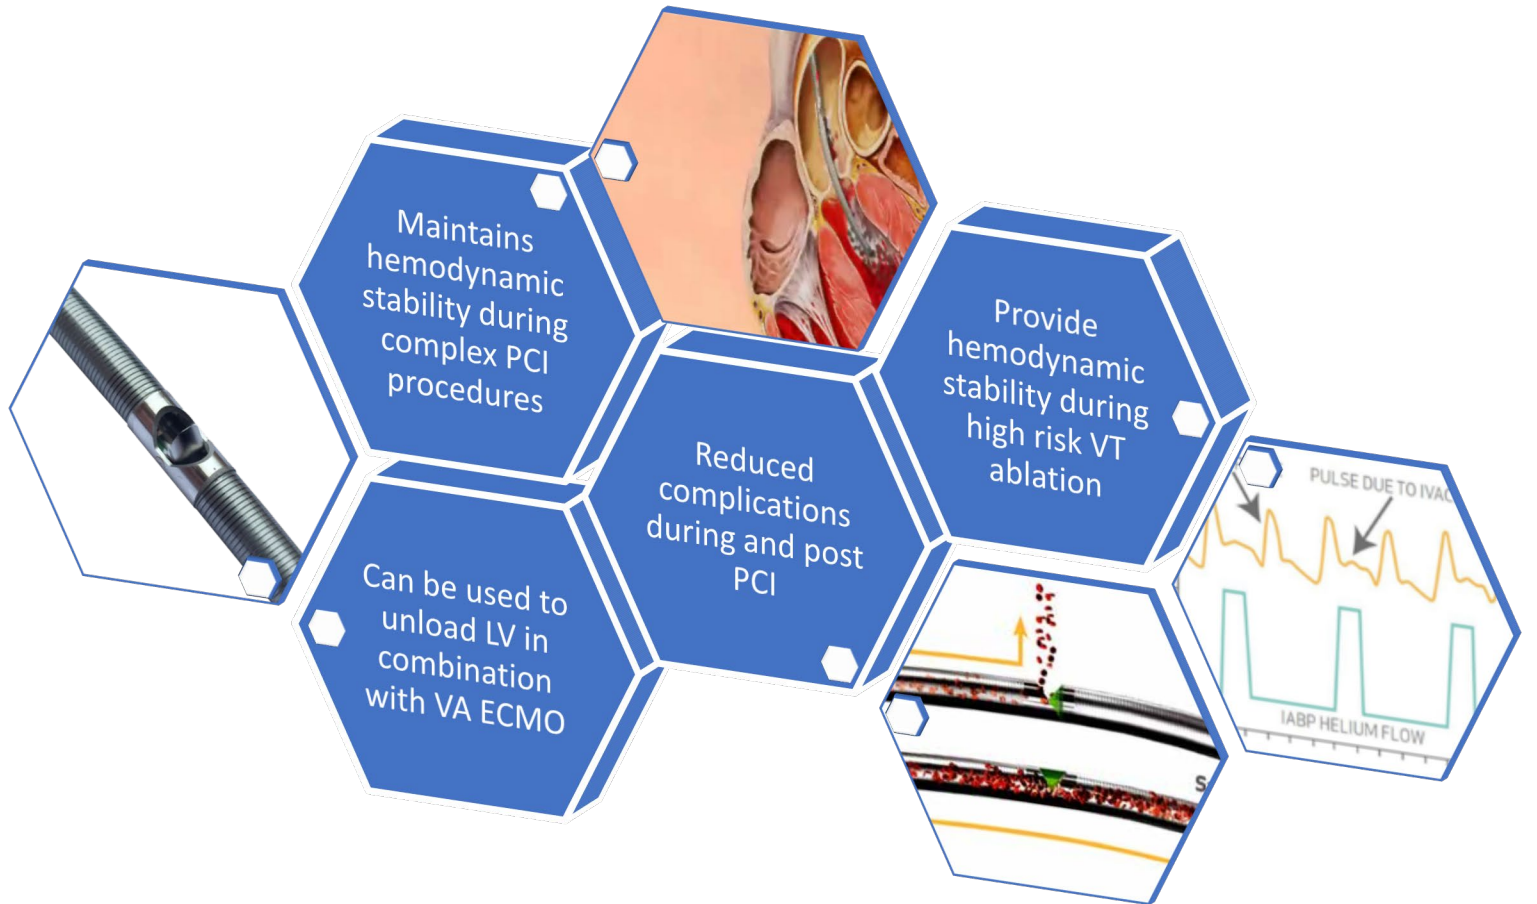 Maintains
hemodynamic
stability during
complex PCI
procedures
Provide
hemodynamic
stability during
high risk VT
ablation
Reduced
complications
during and post
PCI
Can be used to
unload LV in
combination
with VA ECMO
PULSE DUE TO IVAC
IABP HELIUM FLOW
S